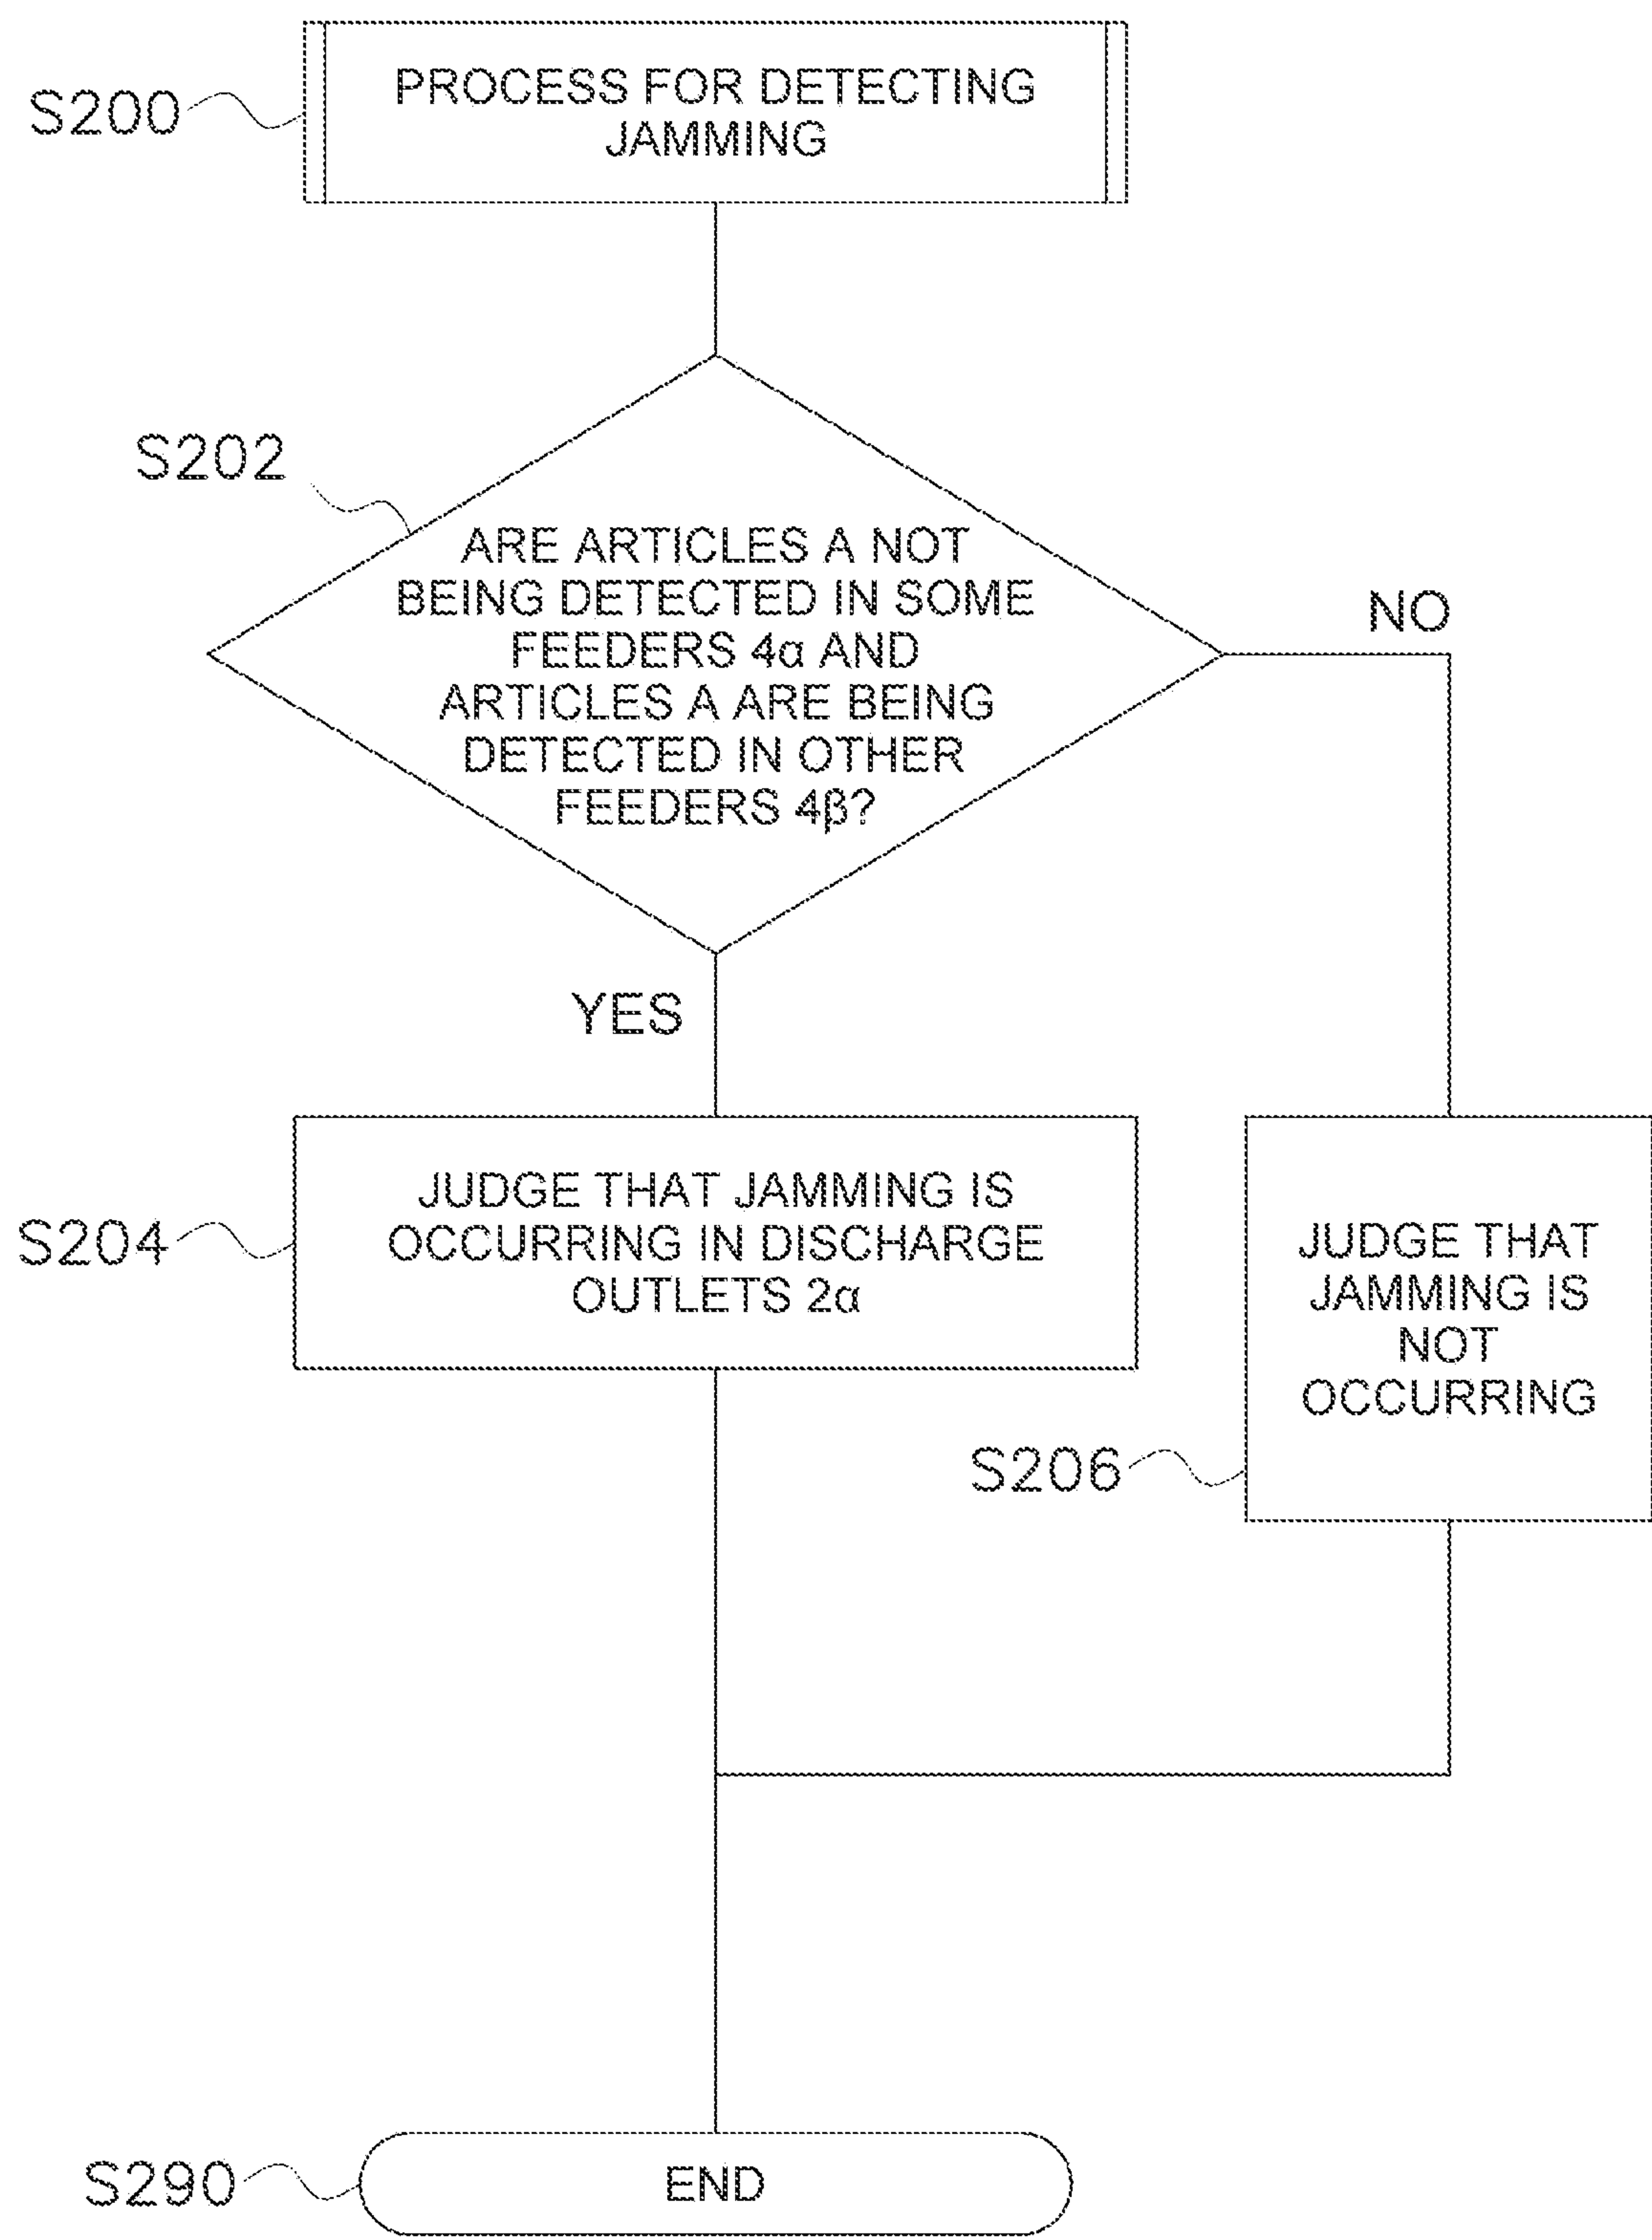 S200
PROCESS FOR DETECTING
JAMMING
S202
ARE ARTICLES A NOT
BEING DETECTED IN SOME
FEEDERS 4α AND
ARTICLES A ARE BEING
DETECTED IN OTHER
FEEDERS 4β?
NO
YES
S204
JUDGE THAT JAMMING IS
OCCURRING IN DISCHARGE
OUTLETS 2α
JUDGE THAT
JAMMING IS
NOT
OCCURRING
S206
S290
END